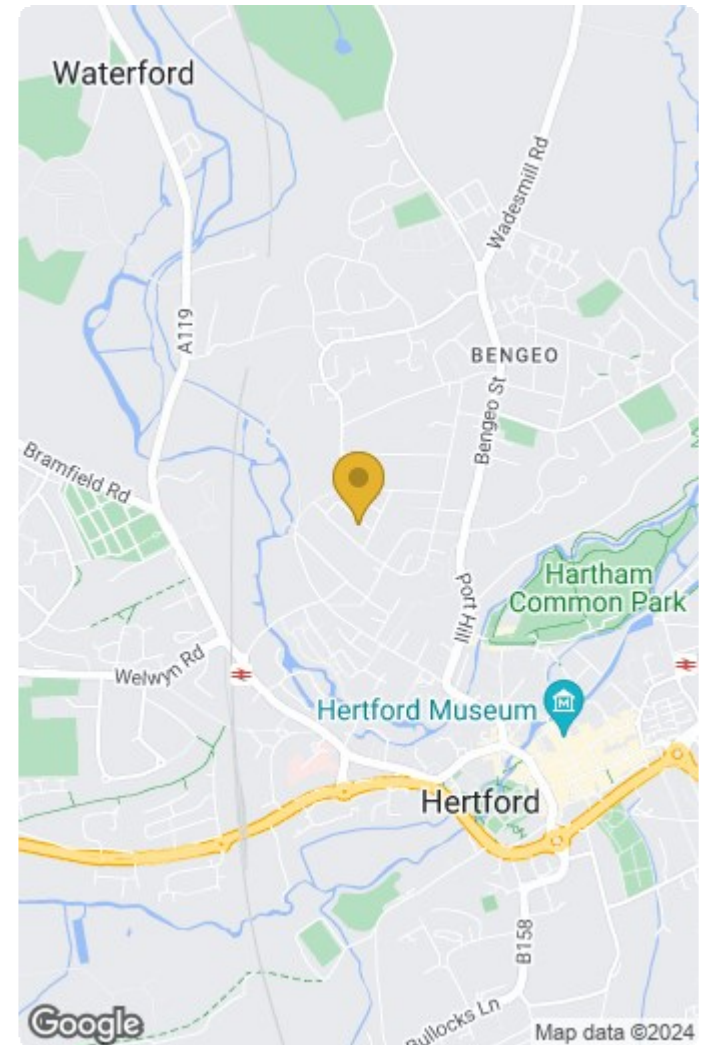 Waterford
Wadesmill Rd
A119
BENGEO
Bengeo St
Bramfield Rd
Hartham
Common Park
Port Hill
Welwyn Rd
Hertford Museum
M
Hertford
B158
Bullocks Ln
Google
Map data ©2024